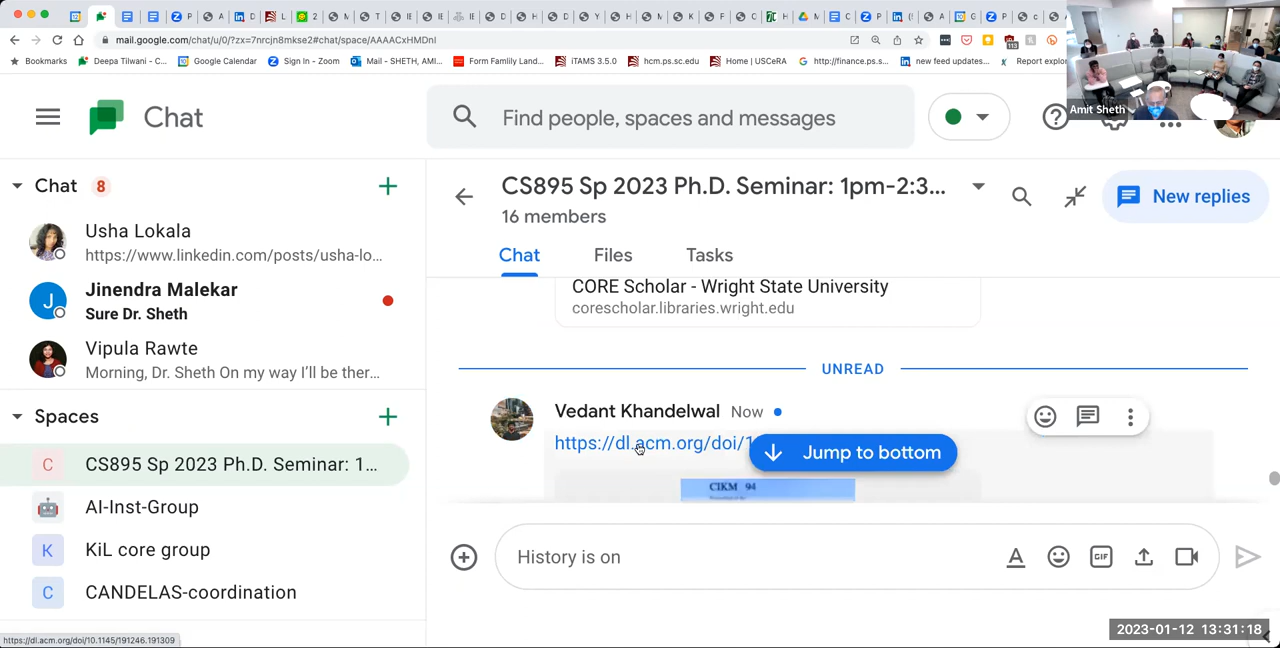 mail.google.com/chat/u/0/?zx=7nrcjn8mkse2#chat/space/AAAACxHMDnI
113
Bookmarks
Deepa Tilwani - C...
Google Calendar
Sign In - Zoom
Mail - SHETH, AMI...
Form Famliy Land...
iTAMS 3.5.0
hcm.ps.sc.edu
Home | USCeRA
http://finance.ps.s...
new feed updates...
Report explor
Amit Sheth
Chat
Find people, spaces and messages
Chat 8
Usha Lokala
https://www.linkedin.com/posts/usha-lo...
J
Jinendra Malekar
Sure Dr. Sheth
Vipula Rawte
Morning, Dr. Sheth On my way I'll be ther...
Spaces
C
CS895 Sp 2023 Ph.D. Seminar: 1...
AI-Inst-Group
K
KiL core group
C
CANDELAS-coordination
https://dl.acm.org/doi/10.1145/191246.191309
CS895 Sp 2023 Ph.D. Seminar: 1pm-2:3...
16 members
New replies
Chat
Files
Tasks
CORE Scholar - Wright State University
corescholar.libraries.wright.edu
UNREAD
Vedant Khandelwal Now
https://dl.acm.org/doi/1
Jump to bottom
CIKM 94
History is on
GIF
2023-01-12 13:31:18